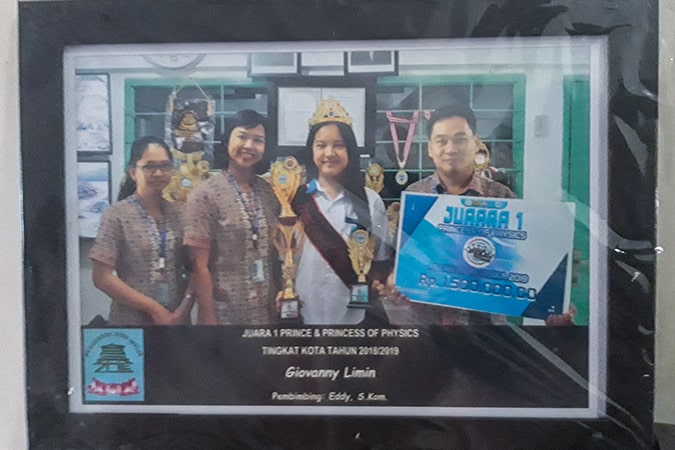 JUARA 1
PRINCESS OF PHYSICS
2019
Rp. 1.500.000,00
JUARA 1 PRINCE & PRINCESS OF PHYSICS
TINGKAT KOTA TAHUN 2018/2019
Giovanny Limin
Pembimbing: Eddy, S.Kom.